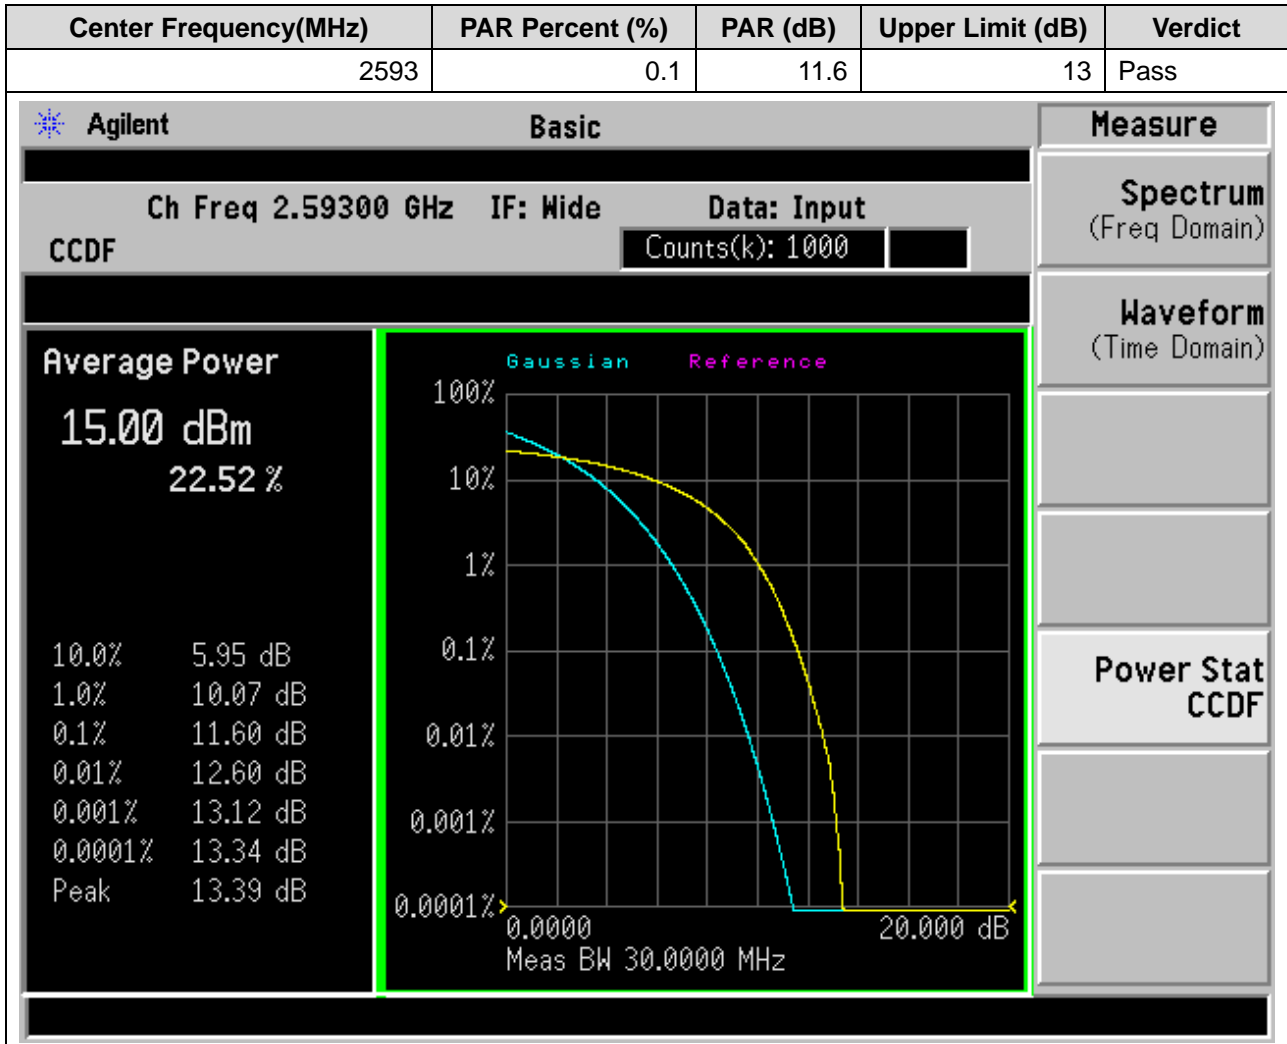 Center Frequency(MHz) PAR Percent (%) PAR (dB) Upper Limit (dB) Verdict
2593 0.1 11.6 13 Pass
Agilent Basic Measure
Ch Freq 2.59300 GHz IF: Wide Data: Input
CCDF Counts(k): 1000
Spectrum
(Freq Domain)
Waveform
(Time Domain)
Power Stat
CCDF
Average Power
15.00 dBm
22.52 %
10.0% 5.95 dB
1.0% 10.07 dB
0.1% 11.60 dB
0.01% 12.60 dB
0.001% 13.12 dB
0.0001% 13.34 dB
Peak 13.39 dB
Gaussian Reference
100%
10%
1%
0.1%
0.01%
0.001%
0.0001%
0.0000 20.000 dB
Meas BW 30.0000 MHz